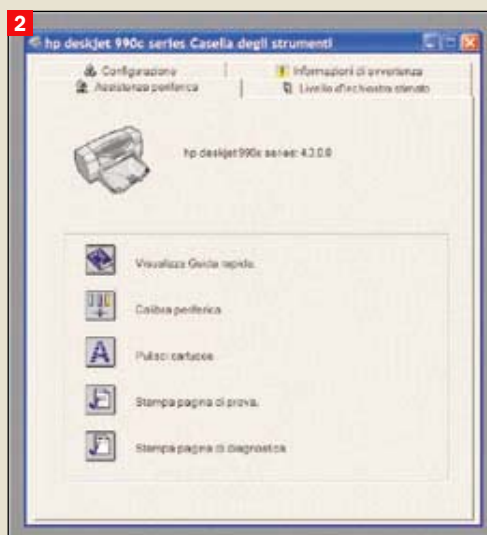 2
hp deskjet 990c series Casella degli strumenti
Configurazione
Informazioni di avvertenza
Assistenza periferica
Livello d'inchiostro stimato
hp deskjet 990c series: 4.3.0.0
Visualizza Guida rapida.
Calibra periferica
Pulisci cartucce
Stampa pagina di prova.
Stampa pagina di diagnostica